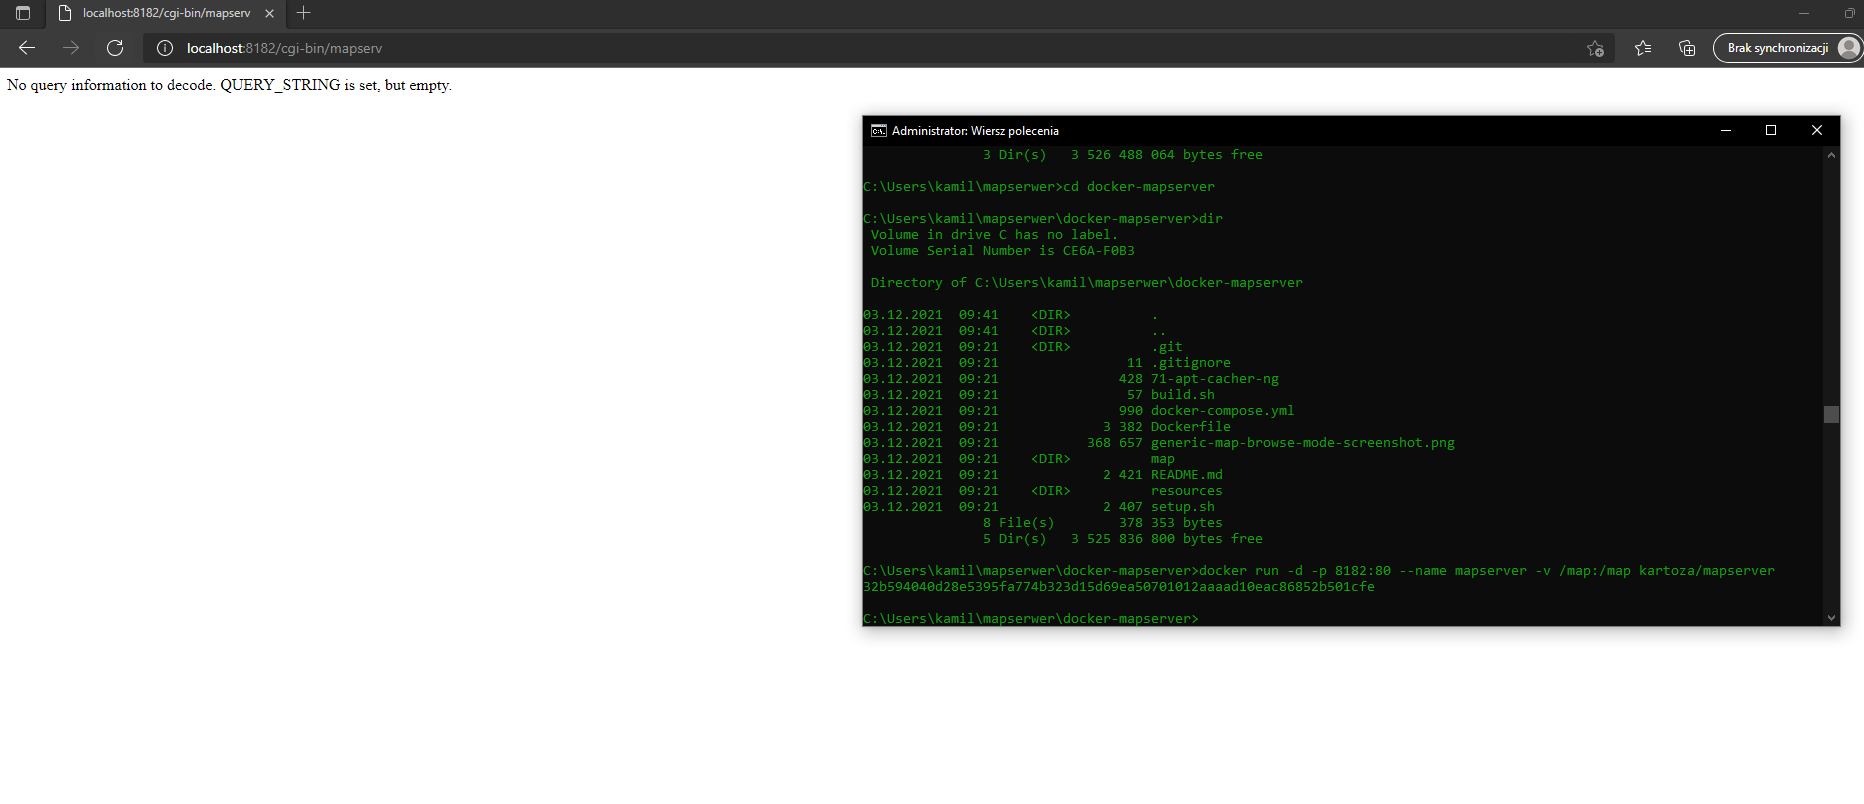 localhost:8182/cgi-bin/mapserv
localhost:8182/cgi-bin/mapserv
Brak synchronizacji
No query information to decode. QUERY_STRING is set, but empty.
Administrator: Wiersz polecenia
3 Dir(s)   3 526 488 064 bytes free
C:\Users\kamil\mapserwer>cd docker-mapserver
C:\Users\kamil\mapserwer\docker-mapserver>dir
Volume in drive C has no label.
Volume Serial Number is CE6A-F0B3
Directory of C:\Users\kamil\mapserwer\docker-mapserver
03.12.2021  09:41    <DIR>          .
03.12.2021  09:41    <DIR>          ..
03.12.2021  09:21    <DIR>          .git
03.12.2021  09:21                11 .gitignore
03.12.2021  09:21               428 71-apt-cacher-ng
03.12.2021  09:21                57 build.sh
03.12.2021  09:21               990 docker-compose.yml
03.12.2021  09:21             3 382 Dockerfile
03.12.2021  09:21           368 657 generic-map-browse-mode-screenshot.png
03.12.2021  09:21    <DIR>          map
03.12.2021  09:21             2 421 README.md
03.12.2021  09:21    <DIR>          resources
03.12.2021  09:21             2 407 setup.sh
8 File(s)        378 353 bytes
5 Dir(s)   3 525 836 800 bytes free
C:\Users\kamil\mapserwer\docker-mapserver>docker run -d -p 8182:80 --name mapserver -v /map:/map kartoza/mapserver
32b594040d28e5395fa774b323d15d69ea50701012aaaad10eac86852b501cfe
C:\Users\kamil\mapserwer\docker-mapserver>